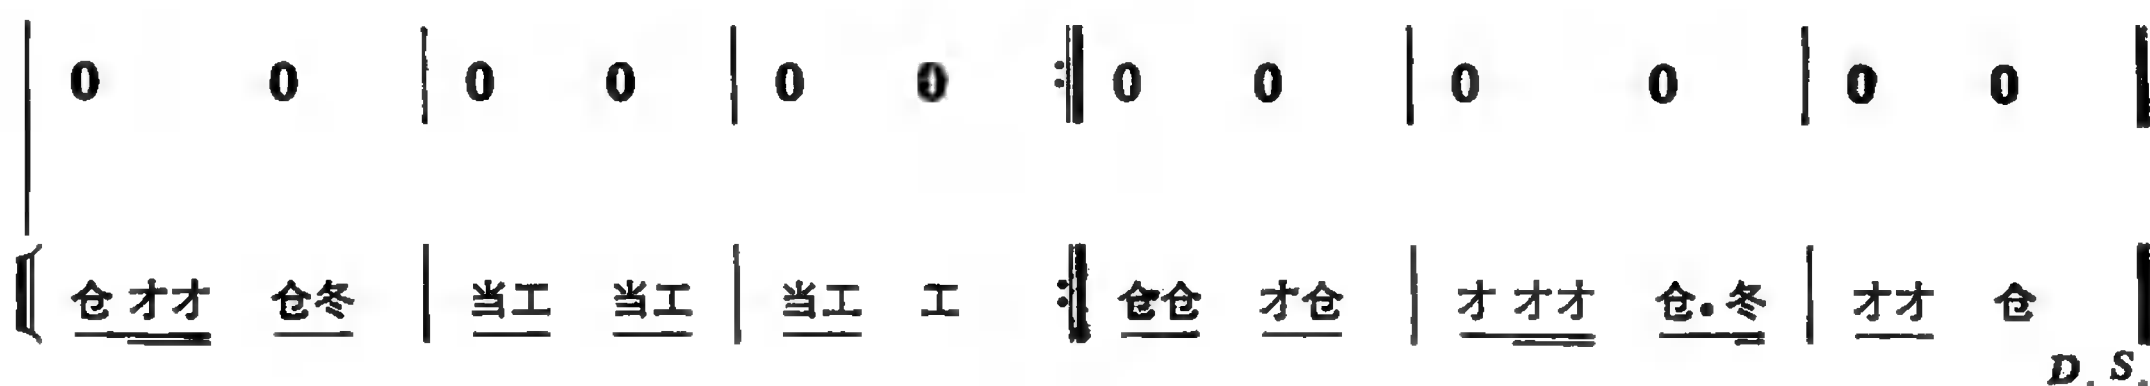 0 0 | 0 0 | 0 0 :‖ 0 0 | 0 0 | 0 0 ‖
仓 才才 仓冬 | 当工 当工 | 当工 工 :‖ 仓仓 才仓 | 才 才才 仓.冬 | 才才 仓 ‖
D. S.